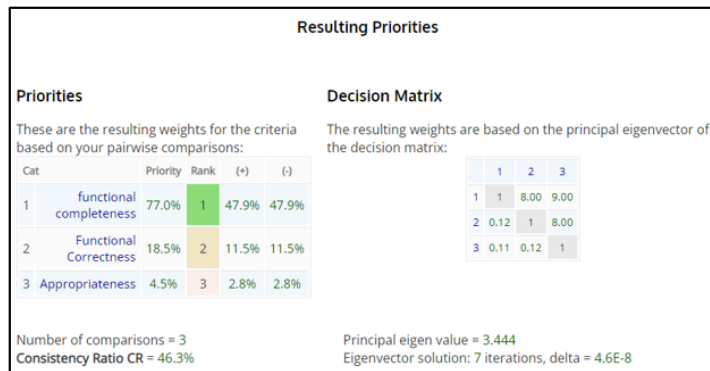 Resulting Priorities
Priorities
These are the resulting weights for the criteria
based on your pairwise comparisons:
Cat Priority Rank (+) (-)
1 functional completeness 77.0% 1 47.9% 47.9%
2 Functional Correctness 18.5% 2 11.5% 11.5%
3 Appropriateness 4.5% 3 2.8% 2.8%
Number of comparisons = 3
Consistency Ratio CR = 46.3%
Decision Matrix
The resulting weights are based on the principal eigenvector of
the decision matrix:
1 2 3
1 1 8.00 9.00
2 0.12 1 8.00
3 0.11 0.12 1
Principal eigen value = 3.444
Eigenvector solution: 7 iterations, delta = 4.6E-8